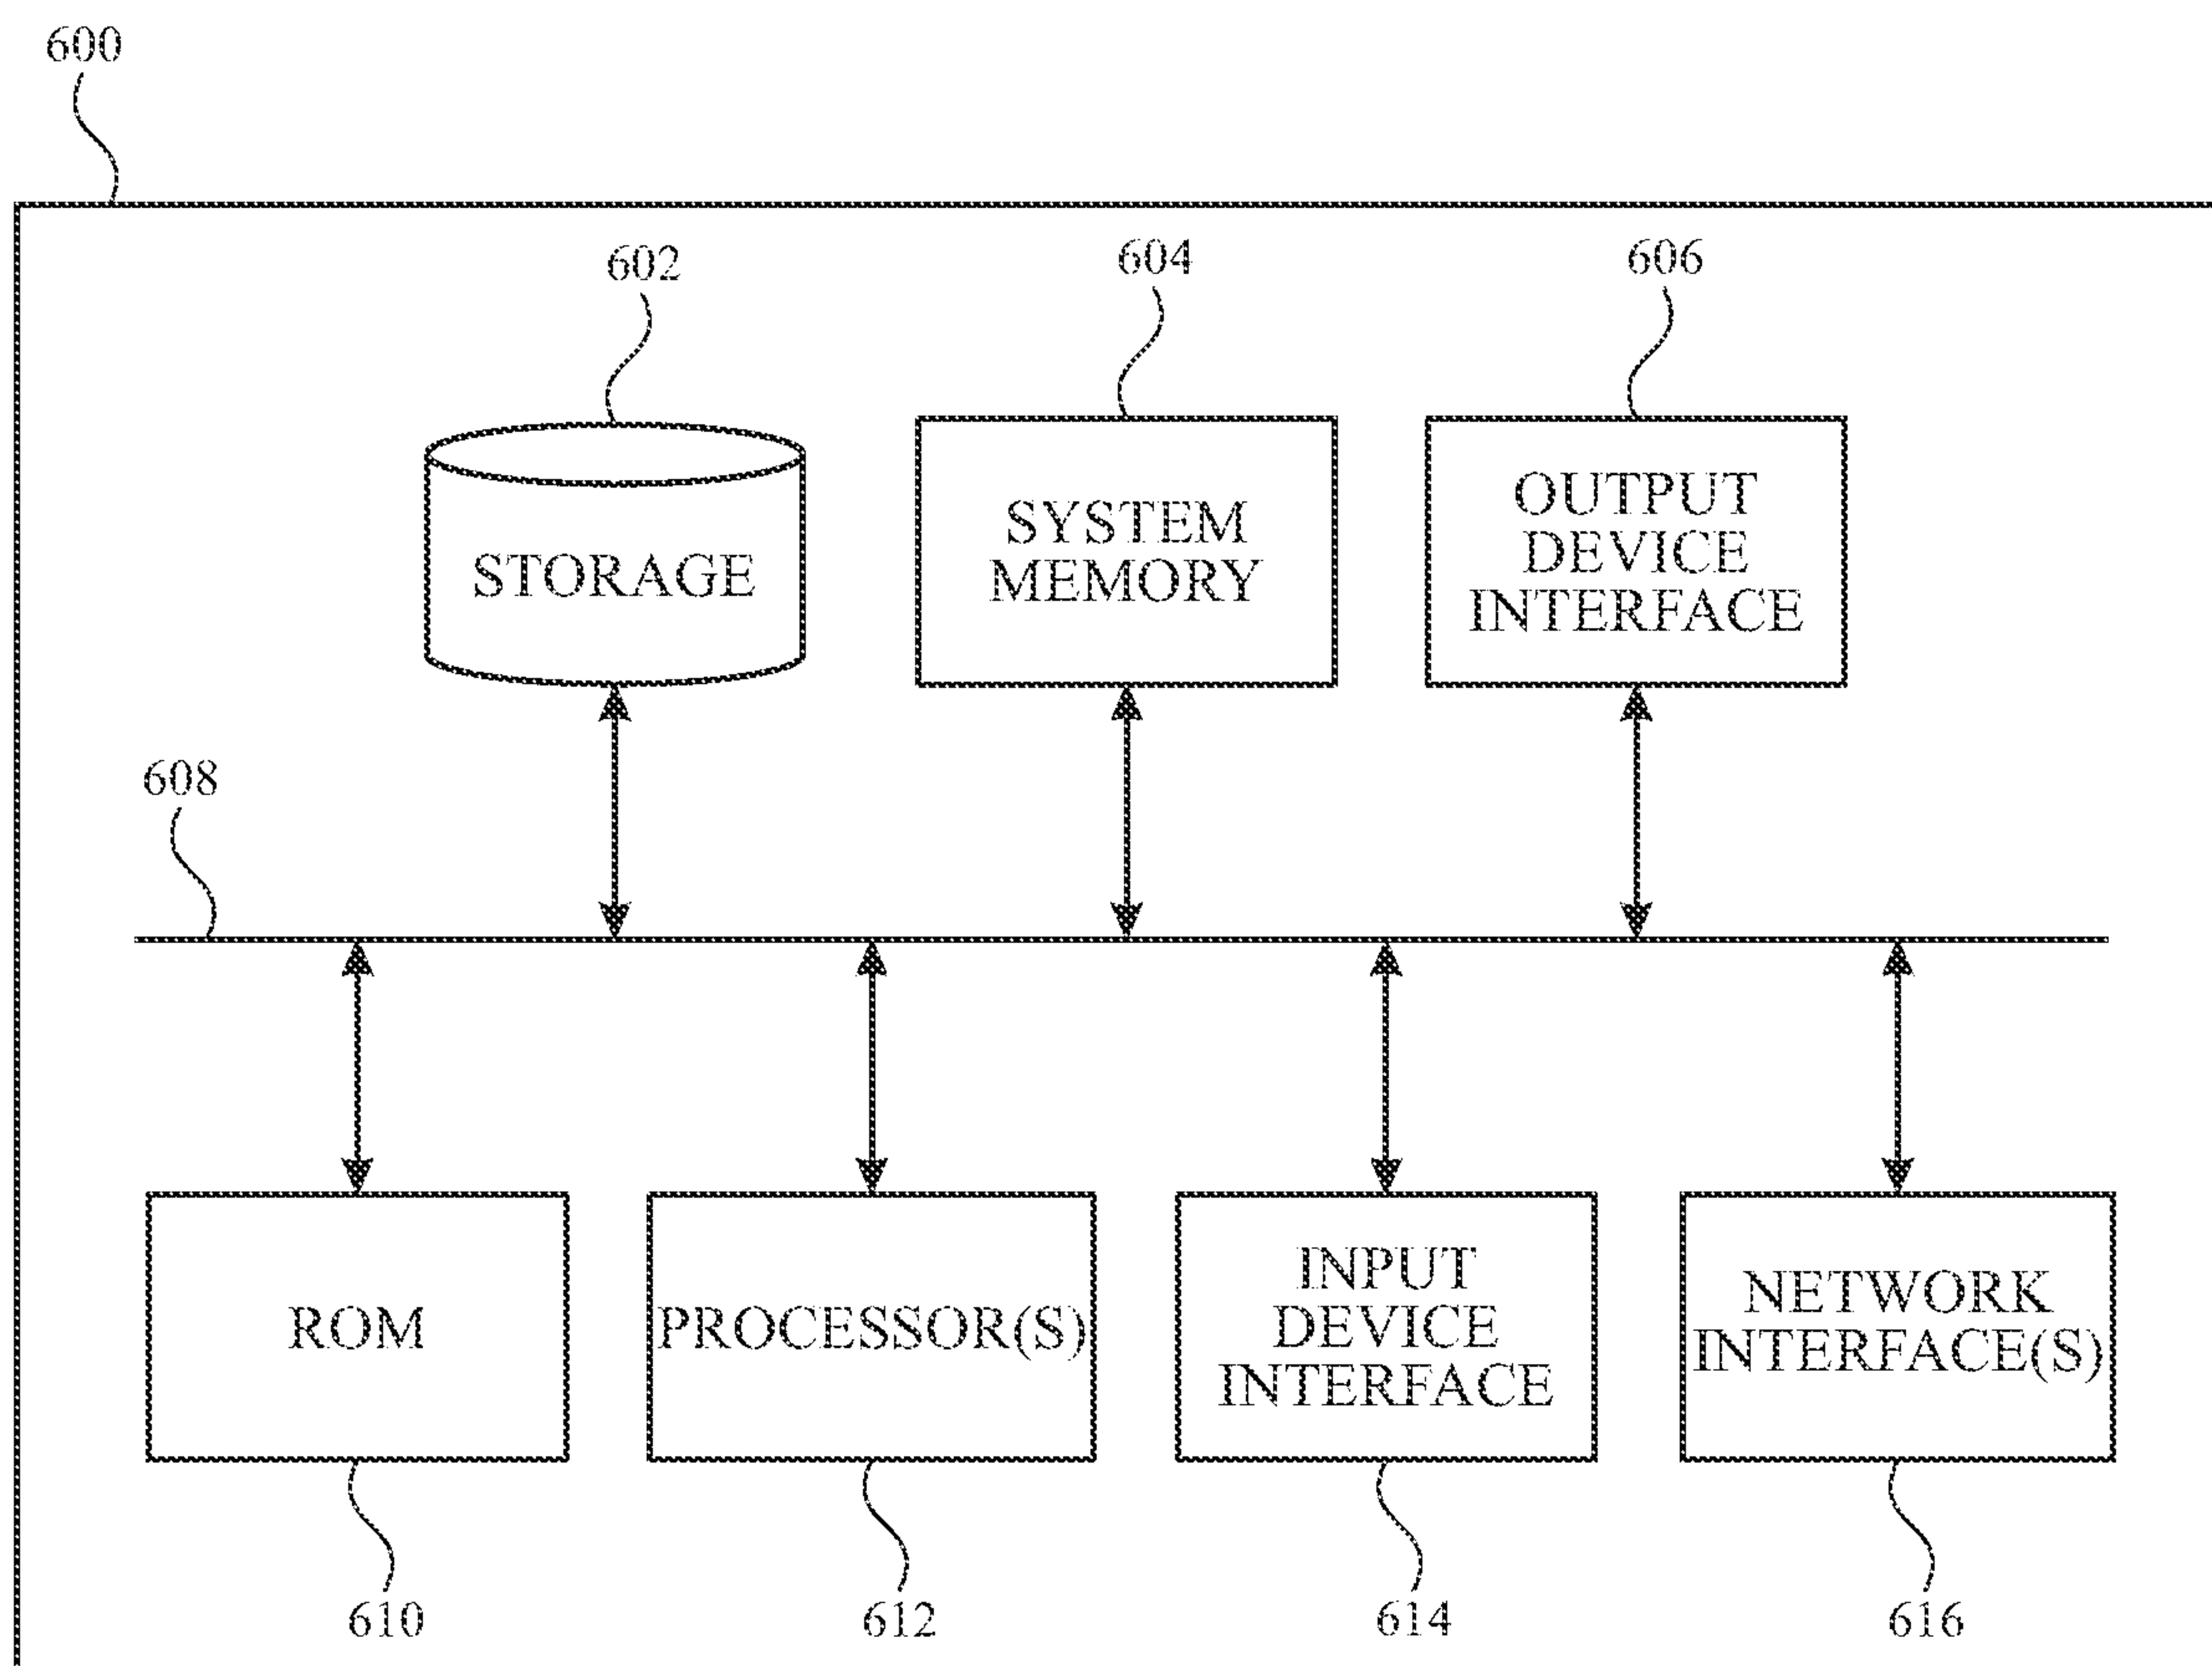 600
602
604
606
STORAGE
SYSTEM
MEMORY
OUTPUT
DEVICE
INTERFACE
608
ROM
PROCESSOR(S)
INPUT
DEVICE
INTERFACE
NETWORK
INTERFACE(S)
610
612
614
616